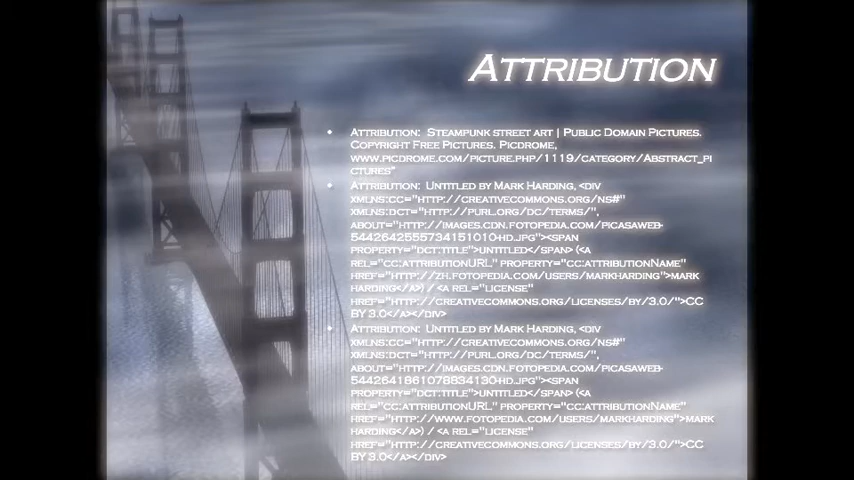 Attribution
• Attribution: Steampunk street art | Public Domain Pictures.
Copyright Free Pictures. Picdrome,
www.picdrome.com/picture.php/1119/category/Abstract_pi
ctures"
• Attribution: Untitled by Mark Harding, <div
xmlns:cc="http://creativecommons.org/ns#"
xmlns:dct="http://purl.org/dc/terms/",
about="http://images.cdn.fotopedia.com/picasaweb-
5442642555734151010-hd.jpg"><span
property="dct:title">Untitled</span> (<a
rel="cc:attributionURL" property="cc:attributionName"
href="http://zh.fotopedia.com/users/markharding">Mark
Harding</a>) / <a rel="license"
href="http://creativecommons.org/licenses/by/3.0/">CC
BY 3.0</a></div>
• Attribution: Untitled by Mark Harding, <div
xmlns:cc="http://creativecommons.org/ns#"
xmlns:dct="http://purl.org/dc/terms/",
about="http://images.cdn.fotopedia.com/picasaweb-
5442641861078834130-hd.jpg"><span
property="dct:title">Untitled</span> (<a
rel="cc:attributionURL" property="cc:attributionName"
href="http://www.fotopedia.com/users/markharding">Mark
Harding</a>) / <a rel="license"
href="http://creativecommons.org/licenses/by/3.0/">CC
BY 3.0</a></div>